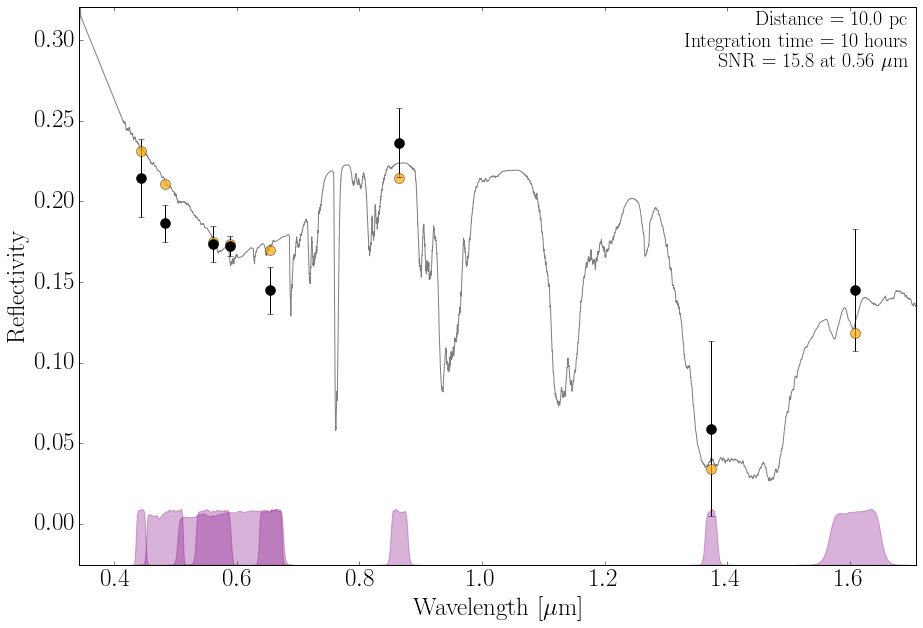 Distance = 10.0 pc
Integration time = 10 hours
SNR = 15.8 at 0.56 μm
0.30
0.25
0.20
0.15
0.10
0.05
0.00
Reflectivity
0.4 0.6 0.8 1.0 1.2 1.4 1.6
Wavelength [μm]